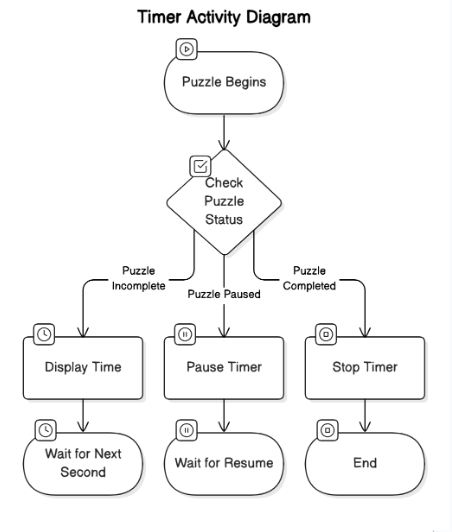 Timer Activity Diagram
Puzzle Begins
Check
Puzzle
Status
Puzzle
Incomplete
Puzzle Paused
Puzzle
Completed
Display Time
Pause Timer
Stop Timer
Wait for Next
Second
Wait for Resume
End